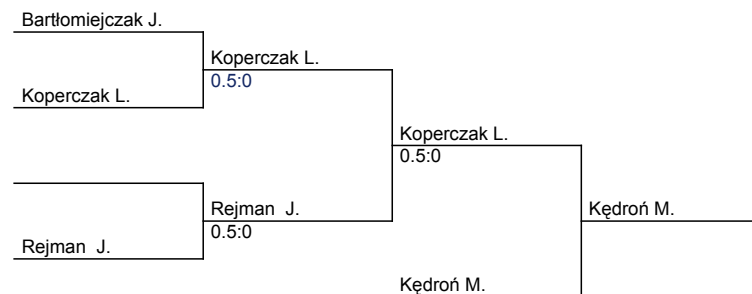 Bartłomiejczak J.
Koperczak L.
0.5:0
Koperczak L.
Koperczak L.
0.5:0
Rejman  J.
Kędroń M.
0.5:0
Rejman  J.
Kędroń M.